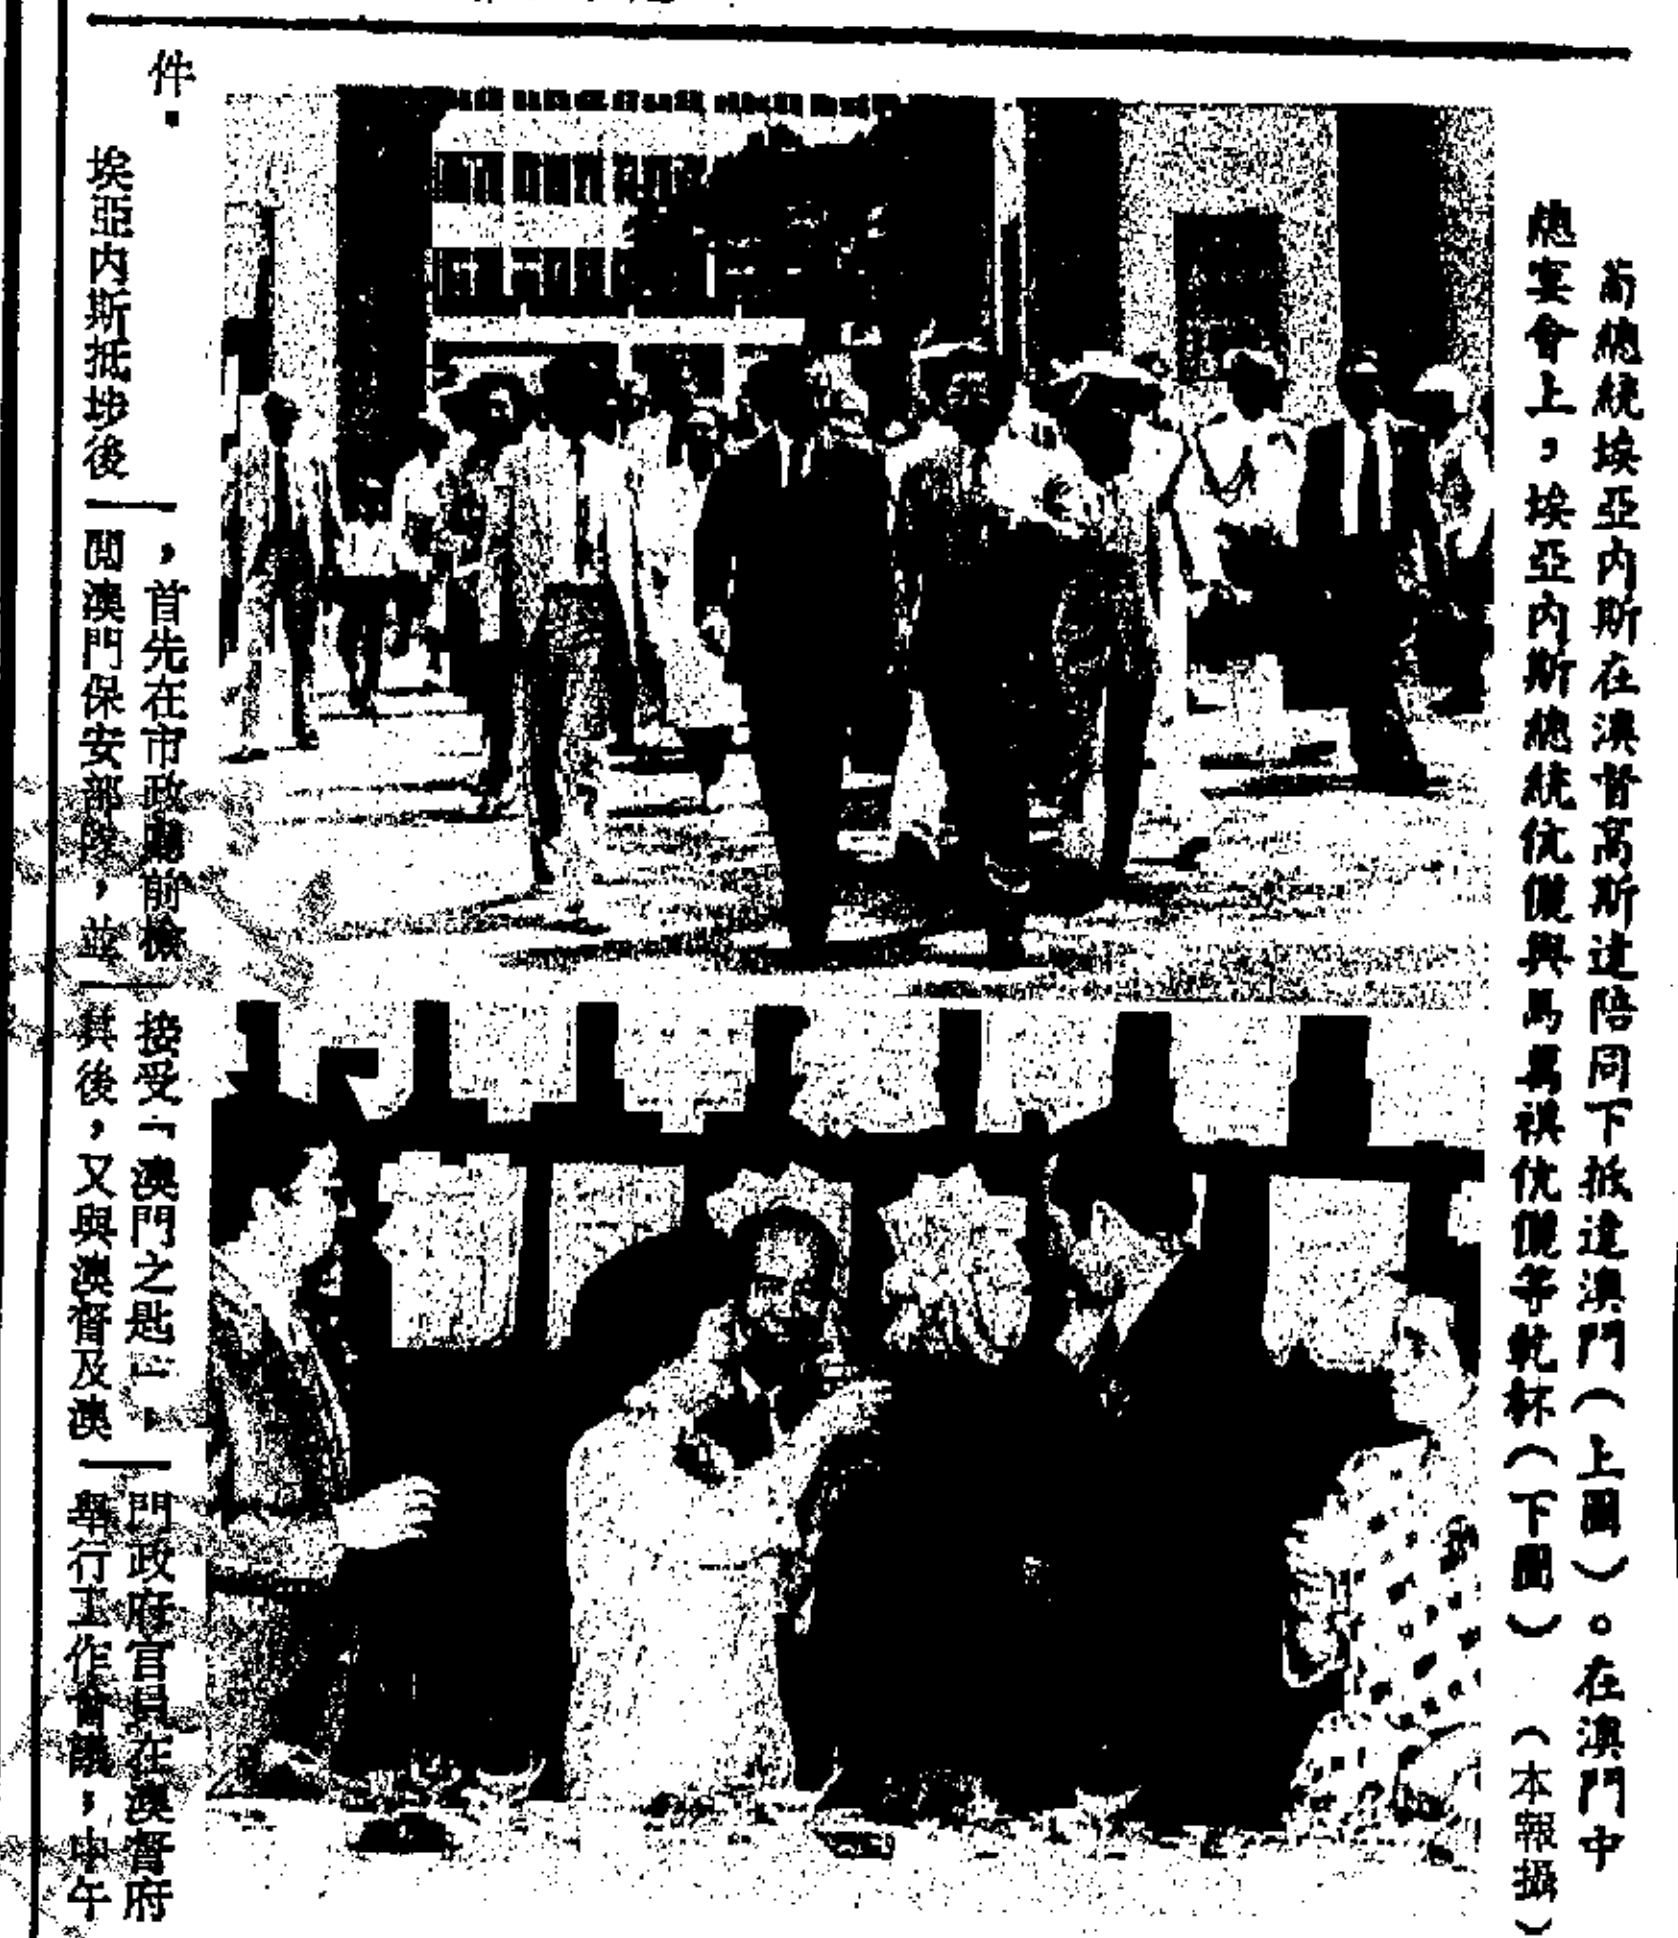 葡總統埃亞內斯在澳督高斯達陪同下抵達澳門（上圖）。在澳門中
總宴會上，埃亞內斯總統伉儷與馬萬祺伉儷等乾杯（下圖）　（本報攝）
件。
埃亞內斯抵埗後
，首先在市政廳前檢
閱澳門保安部隊，並
接受「澳門之匙」，
其後，又與澳督及澳
門政府官員在澳督府
舉行工作會議，中午